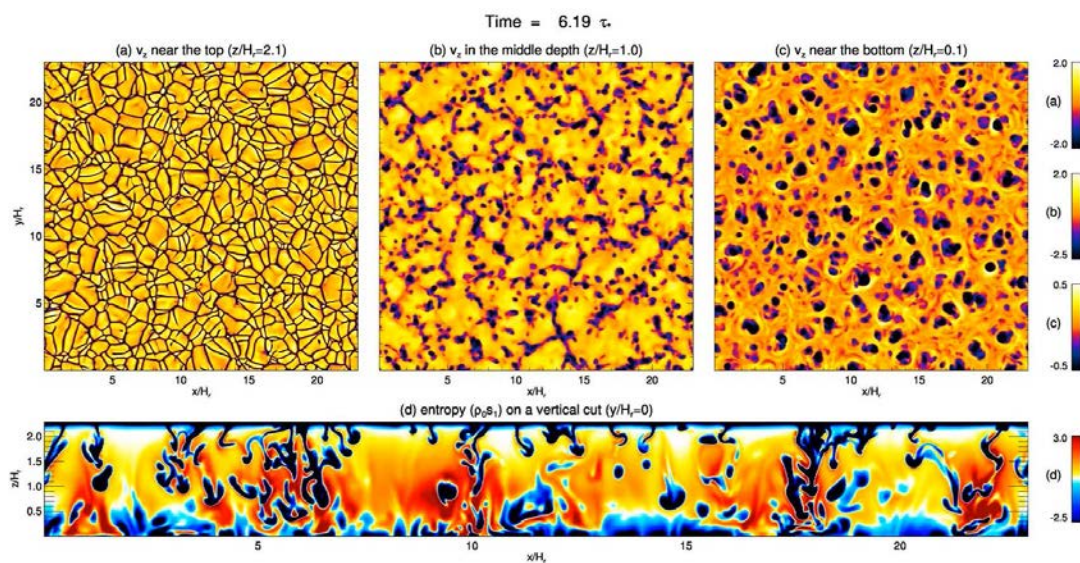 Time = 6.19 τ*
(a) v_z near the top (z/H_r=2.1)
(b) v_z in the middle depth (z/H_r=1.0)
(c) v_z near the bottom (z/H_r=0.1)
y/H_r
20
15
10
5
5 10 15 20
x/H_r
5 10 15 20
x/H_r
5 10 15 20
x/H_r
2.0
(a)
-2.0
2.0
(b)
-2.5
0.5
(c)
-0.5
(d) entropy (ρ₀s₁) on a vertical cut (y/H_r=0)
z/H_r
2.0
1.5
1.0
0.5
5 10 15 20
x/H_r
3.0
(d)
-2.5